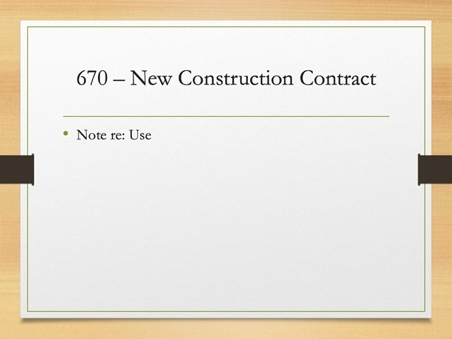 670 – New Construction Contract
• Note re: Use